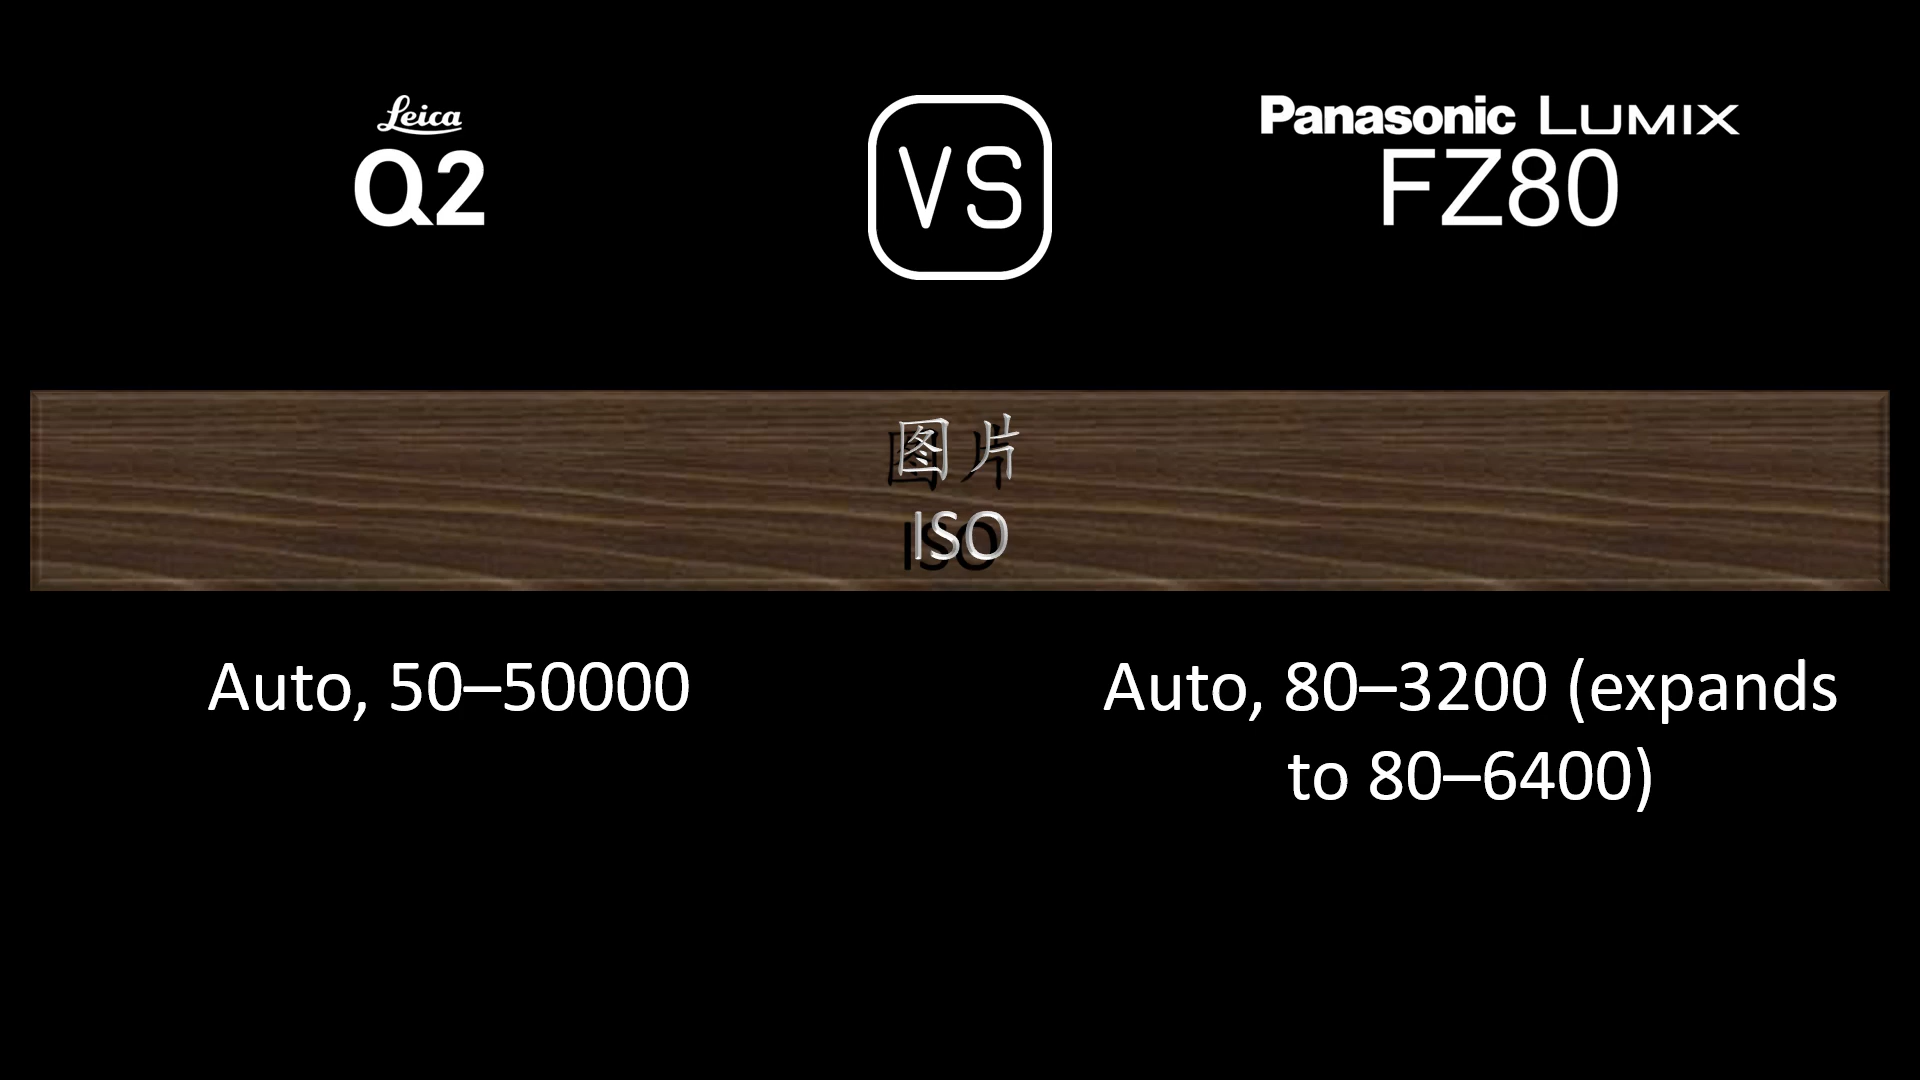 Leica
Q2
VS
Panasonic LUMIX
FZ80
图片
ISO
Auto, 50–50000
Auto, 80–3200 (expands
to 80–6400)